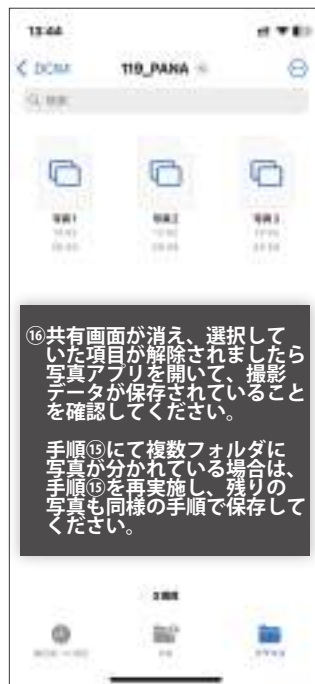 13:44
DCIM
119_PANA
検索
写真1
写真2
写真3
⑯共有画面が消え、選択して
いた項目が解除されましたら
写真アプリを開いて、撮影
データが保存されていること
を確認してください。
手順⑮にて複数フォルダに
写真が分かれている場合は、
手順⑮を再実施し、残りの
写真も同様の手順で保存して
ください。